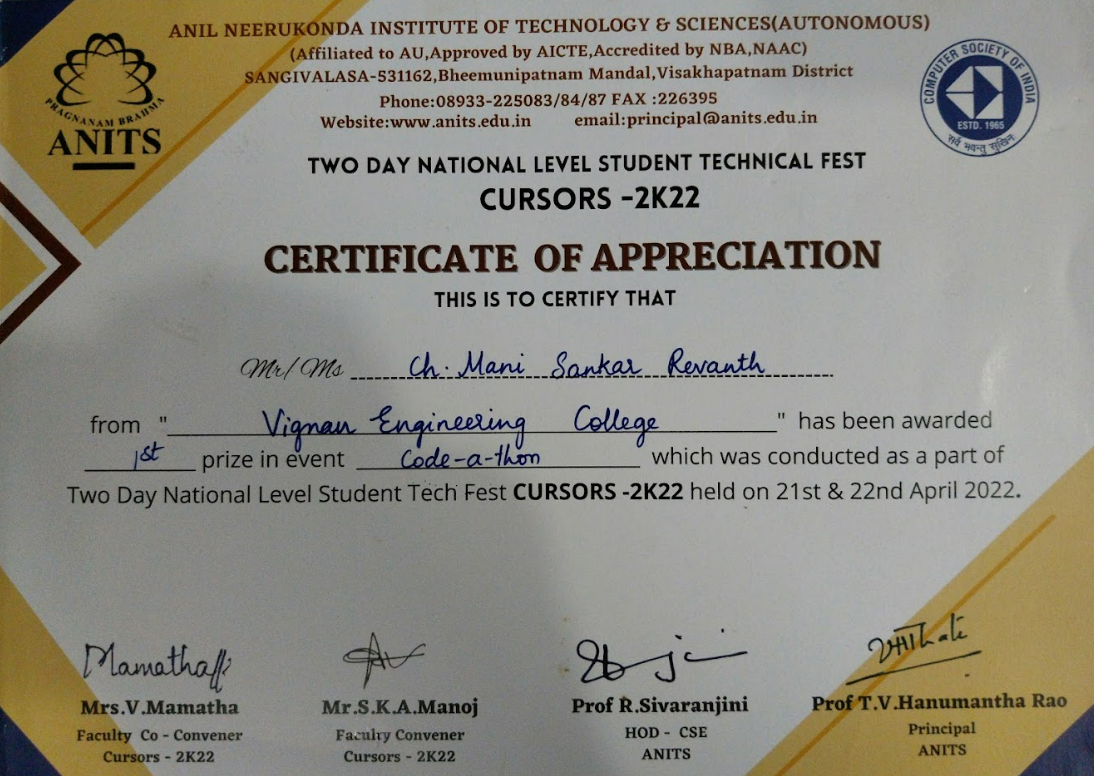 ANIL NEERUKONDA INSTITUTE OF TECHNOLOGY & SCIENCES(AUTONOMOUS)
(Affiliated to AU,Approved by AICTE,Accredited by NBA,NAAC)
SANGIVALASA-531162,Bheemunipatnam Mandal,Visakhapatnam District
Phone:08933-225083/84/87 FAX :226395
Website:www.anits.edu.in email:principal@anits.edu.in
PRAGNANAM BRAHMA
ANITS
COMPUTER SOCIETY OF INDIA
ESTD. 1965
सर्वे भवन्तु सुखिनः
TWO DAY NATIONAL LEVEL STUDENT TECHNICAL FEST
CURSORS -2K22
CERTIFICATE OF APPRECIATION
THIS IS TO CERTIFY THAT
Mr/Ms Ch. Mani Sankar Revanth
from " Vignan Engineering College " has been awarded
1st prize in event Code-a-thon which was conducted as a part of
Two Day National Level Student Tech Fest CURSORS -2K22 held on 21st & 22nd April 2022.
Mamatha
Mrs.V.Mamatha Mr.S.K.A.Manoj Prof R.Sivaranjini Prof T.V.Hanumantha Rao
Faculty Co - Convener Faculty Convener HOD - CSE Principal
Cursors - 2K22 Cursors - 2K22 ANITS ANITS